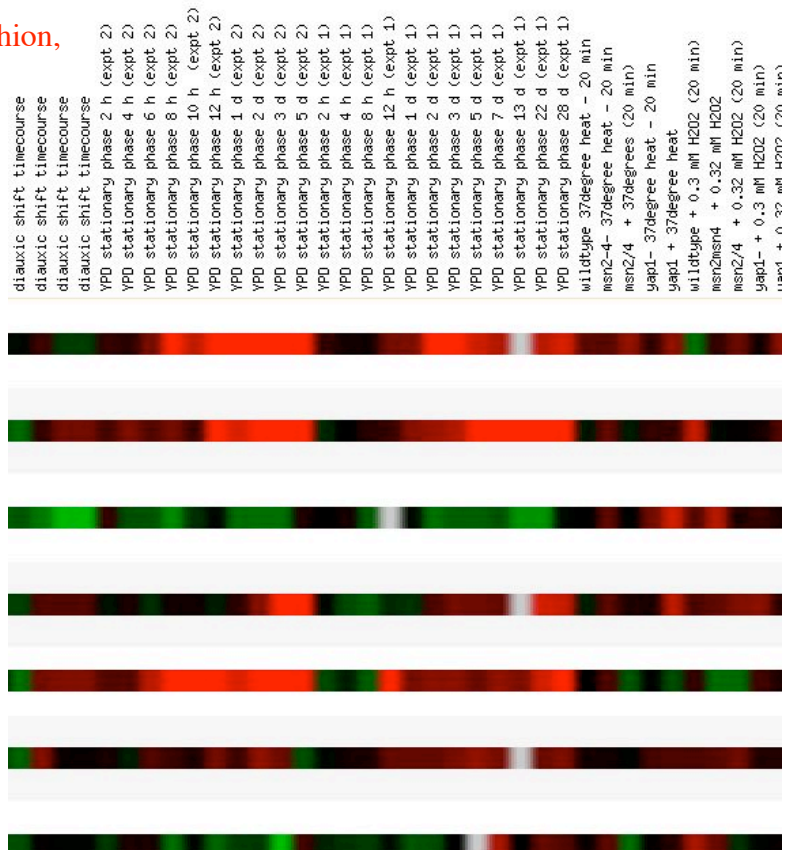 hion,
diauxic shift timecourse
diauxic shift timecourse
diauxic shift timecourse
diauxic shift timecourse
YPD stationary phase 2 h (expt 2)
YPD stationary phase 4 h (expt 2)
YPD stationary phase 6 h (expt 2)
YPD stationary phase 8 h (expt 2)
YPD stationary phase 10 h (expt 2)
YPD stationary phase 12 h (expt 2)
YPD stationary phase 1 d (expt 2)
YPD stationary phase 2 d (expt 2)
YPD stationary phase 3 d (expt 2)
YPD stationary phase 5 d (expt 2)
YPD stationary phase 2 h (expt 1)
YPD stationary phase 4 h (expt 1)
YPD stationary phase 8 h (expt 1)
YPD stationary phase 12 h (expt 1)
YPD stationary phase 1 d (expt 1)
YPD stationary phase 2 d (expt 1)
YPD stationary phase 3 d (expt 1)
YPD stationary phase 5 d (expt 1)
YPD stationary phase 7 d (expt 1)
YPD stationary phase 13 d (expt 1)
YPD stationary phase 22 d (expt 1)
YPD stationary phase 28 d (expt 1)
wildtype 37degree heat - 20 min
msn2-4- 37degree heat - 20 min
msn2/4 + 37degrees (20 min)
yap1- 37degree heat - 20 min
yap1 + 37degree heat
wildtype + 0.3 mM H2O2 (20 min)
msn2msn4 + 0.32 mM H2O2
msn2/4 + 0.32 mM H2O2 (20 min)
yap1- + 0.3 mM H2O2 (20 min)
yap1 + 0.32 mM H2O2 (20 min)